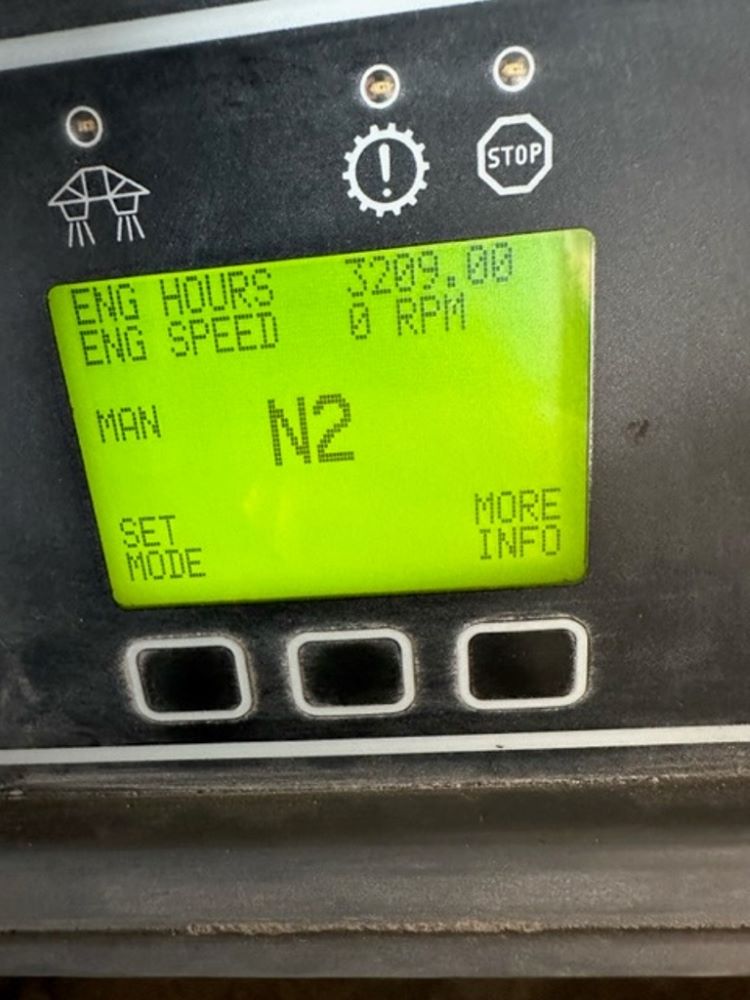 STOP
ENG HOURS 3209.00
ENG SPEED 0 RPM
MAN N2
SET MODE
MORE INFO